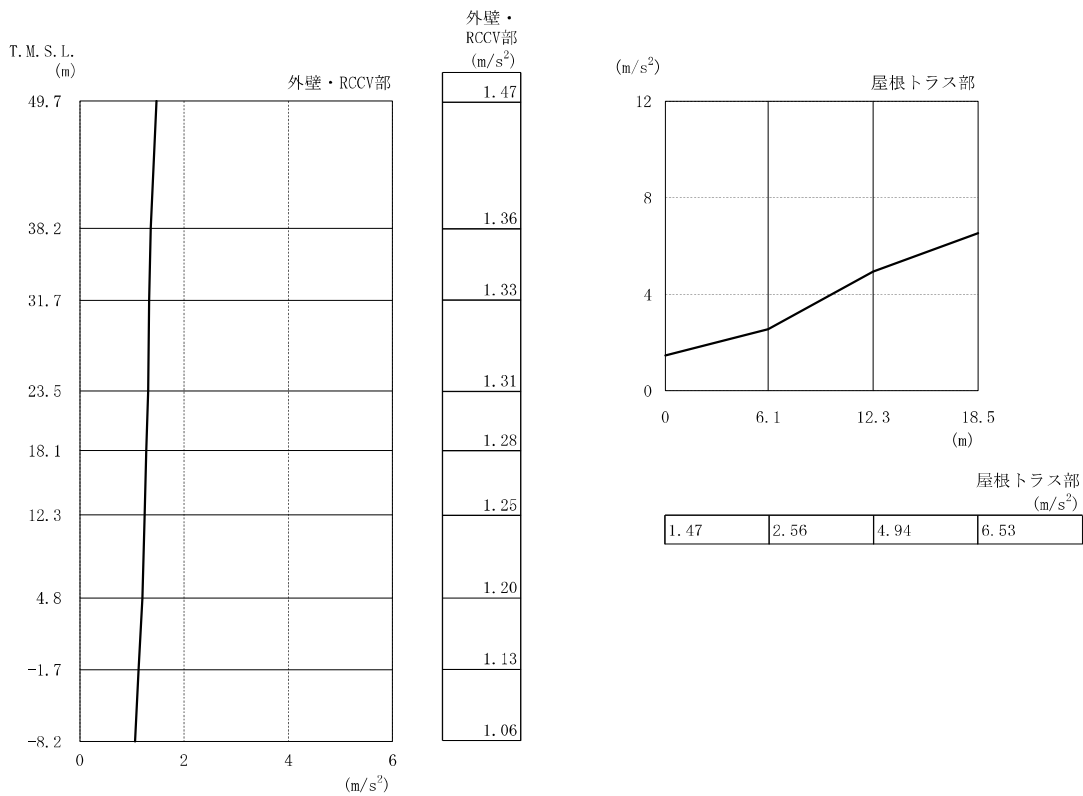 T.M.S.L.
(m)
外壁・RCCV部
49.7
38.2
31.7
23.5
18.1
12.3
4.8
-1.7
-8.2
0 2 4 6
(m/s²)
外壁・
RCCV部
(m/s²)
1.47
1.36
1.33
1.31
1.28
1.25
1.20
1.13
1.06
(m/s²)
屋根トラス部
12
8
4
0
0 6.1 12.3 18.5
(m)
屋根トラス部
(m/s²)
1.47 2.56 4.94 6.53